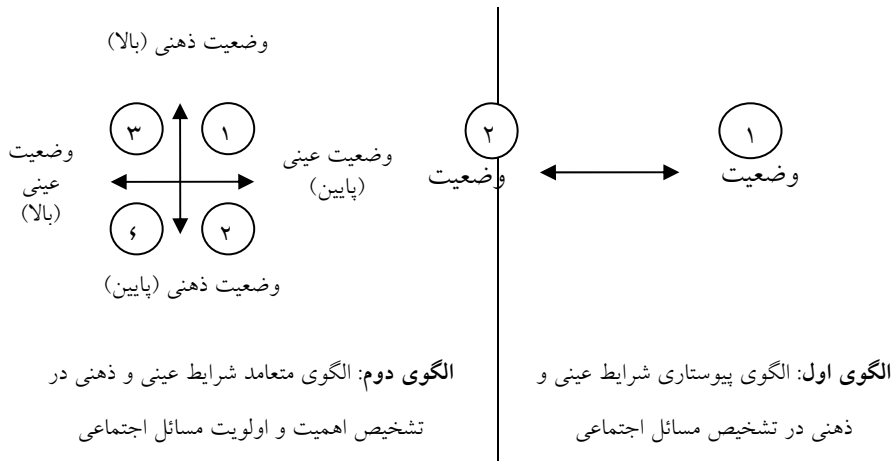 وضعیت ذهنی (بالا)
۱
۲
وضعیت
وضعیت
۳
۱
وضعیت عینی
(پایین)
وضعیت
عینی
(بالا)
۶
۲
وضعیت ذهنی (پایین)
الگوی اول: الگوی پیوستاری شرایط عینی و
ذهنی در تشخیص مسائل اجتماعی
الگوی دوم: الگوی متعامد شرایط عینی و ذهنی در
تشخیص اهمیت و اولویت مسائل اجتماعی